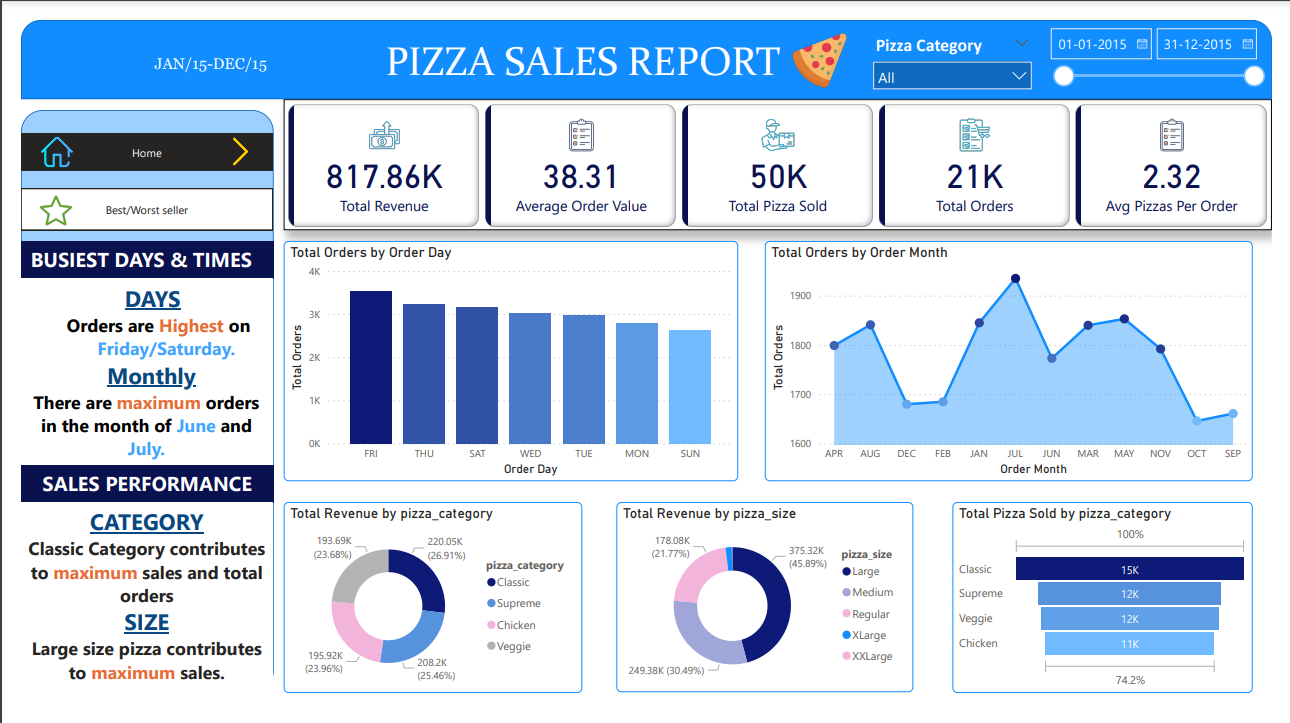 JAN/15-DEC/15
PIZZA SALES REPORT
Pizza Category
All
01-01-2015
31-12-2015
Home
Best/Worst seller
BUSIEST DAYS & TIMES
DAYS
Orders are Highest on
Friday/Saturday.
Monthly
There are maximum orders
in the month of June and
July.
SALES PERFORMANCE
CATEGORY
Classic Category contributes
to maximum sales and total
orders
SIZE
Large size pizza contributes
to maximum sales.
817.86K
Total Revenue
38.31
Average Order Value
50K
Total Pizza Sold
21K
Total Orders
2.32
Avg Pizzas Per Order
Total Orders by Order Day
Total Orders
4K
3K
2K
1K
0K
FRI THU SAT WED TUE MON SUN
Order Day
Total Orders by Order Month
Total Orders
1900
1800
1700
1600
APR AUG DEC FEB JAN JUL JUN MAR MAY NOV OCT SEP
Order Month
Total Revenue by pizza_category
193.69K
(23.68%)
220.05K
(26.91%)
195.92K
(23.96%)
208.2K
(25.46%)
pizza_category
Classic
Supreme
Chicken
Veggie
Total Revenue by pizza_size
178.08K
(21.77%)
375.32K
(45.89%)
249.38K (30.49%)
pizza_size
Large
Medium
Regular
XLarge
XXLarge
Total Pizza Sold by pizza_category
100%
Classic 15K
Supreme 12K
Veggie 12K
Chicken 11K
74.2%